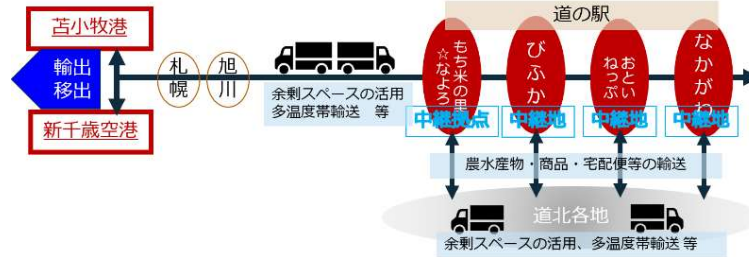 道の駅
苫小牧港
輸出
移出
新千歳空港
札幌
旭川
余剰スペースの活用
多温度帯輸送　等
もち米の里
☆なよろ
びふか
おとい
ねっぷ
なかがわ
中継拠点
中継地
中継地
中継地
農水産物・商品・宅配便等の輸送
道北各地
余剰スペースの活用、多温度帯輸送 等